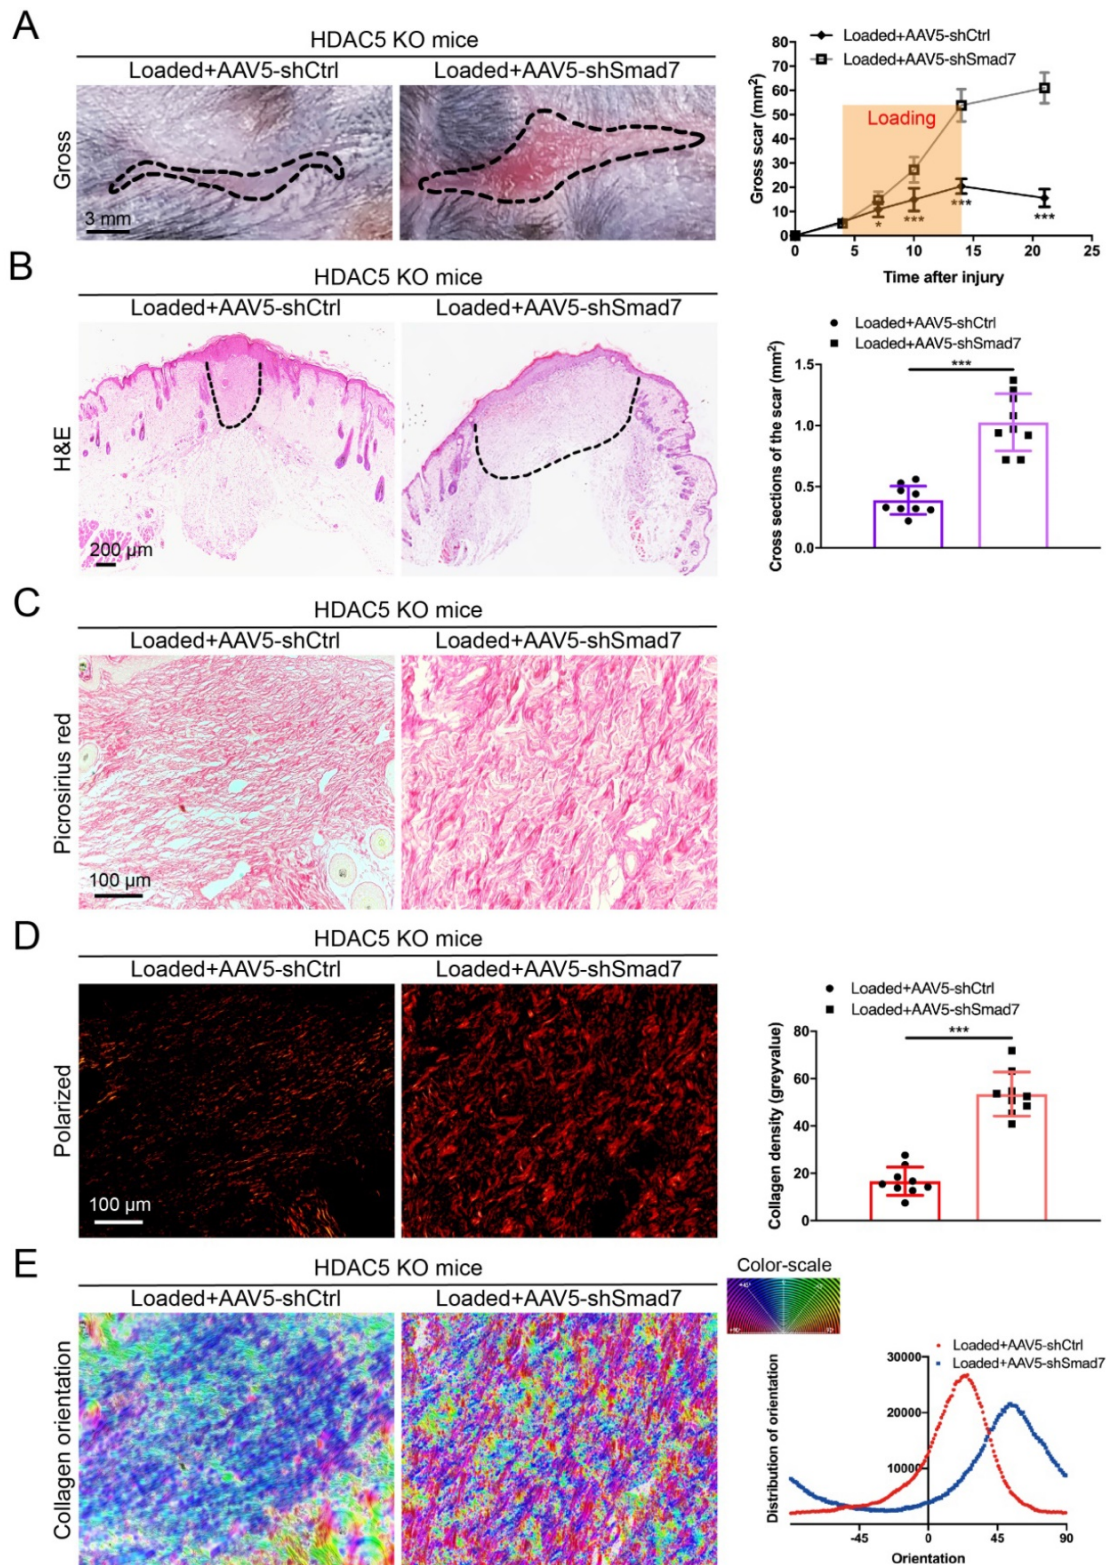 A
HDAC5 KO mice
Loaded+AAV5-shCtrl
Loaded+AAV5-shSmad7
Gross
3 mm
Loaded+AAV5-shCtrl
Loaded+AAV5-shSmad7
Gross scar (mm²)
80
70
60
50
40
30
20
10
0
Loading
*
***
***
***
0
5
10
15
20
25
Time after injury
B
HDAC5 KO mice
Loaded+AAV5-shCtrl
Loaded+AAV5-shSmad7
H&E
200 µm
Loaded+AAV5-shCtrl
Loaded+AAV5-shSmad7
Cross sections of the scar (mm²)
1.5
1.0
0.5
0.0
***
C
HDAC5 KO mice
Loaded+AAV5-shCtrl
Loaded+AAV5-shSmad7
Picrosirius red
100 µm
D
HDAC5 KO mice
Loaded+AAV5-shCtrl
Loaded+AAV5-shSmad7
Polarized
100 µm
Loaded+AAV5-shCtrl
Loaded+AAV5-shSmad7
Collagen density (greyvalue)
80
60
40
20
0
***
E
HDAC5 KO mice
Loaded+AAV5-shCtrl
Loaded+AAV5-shSmad7
Collagen orientation
Color-scale
Loaded+AAV5-shCtrl
Loaded+AAV5-shSmad7
Distribution of orientation
30000
20000
10000
-45
0
45
90
Orientation